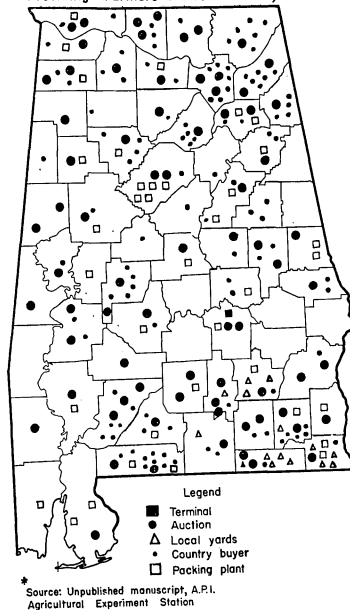 Legend
Terminal
Auction
Local yards
Country buyer
Packing plant
*
Source: Unpublished manuscript, A.P.I.
Agricultural Experiment Station